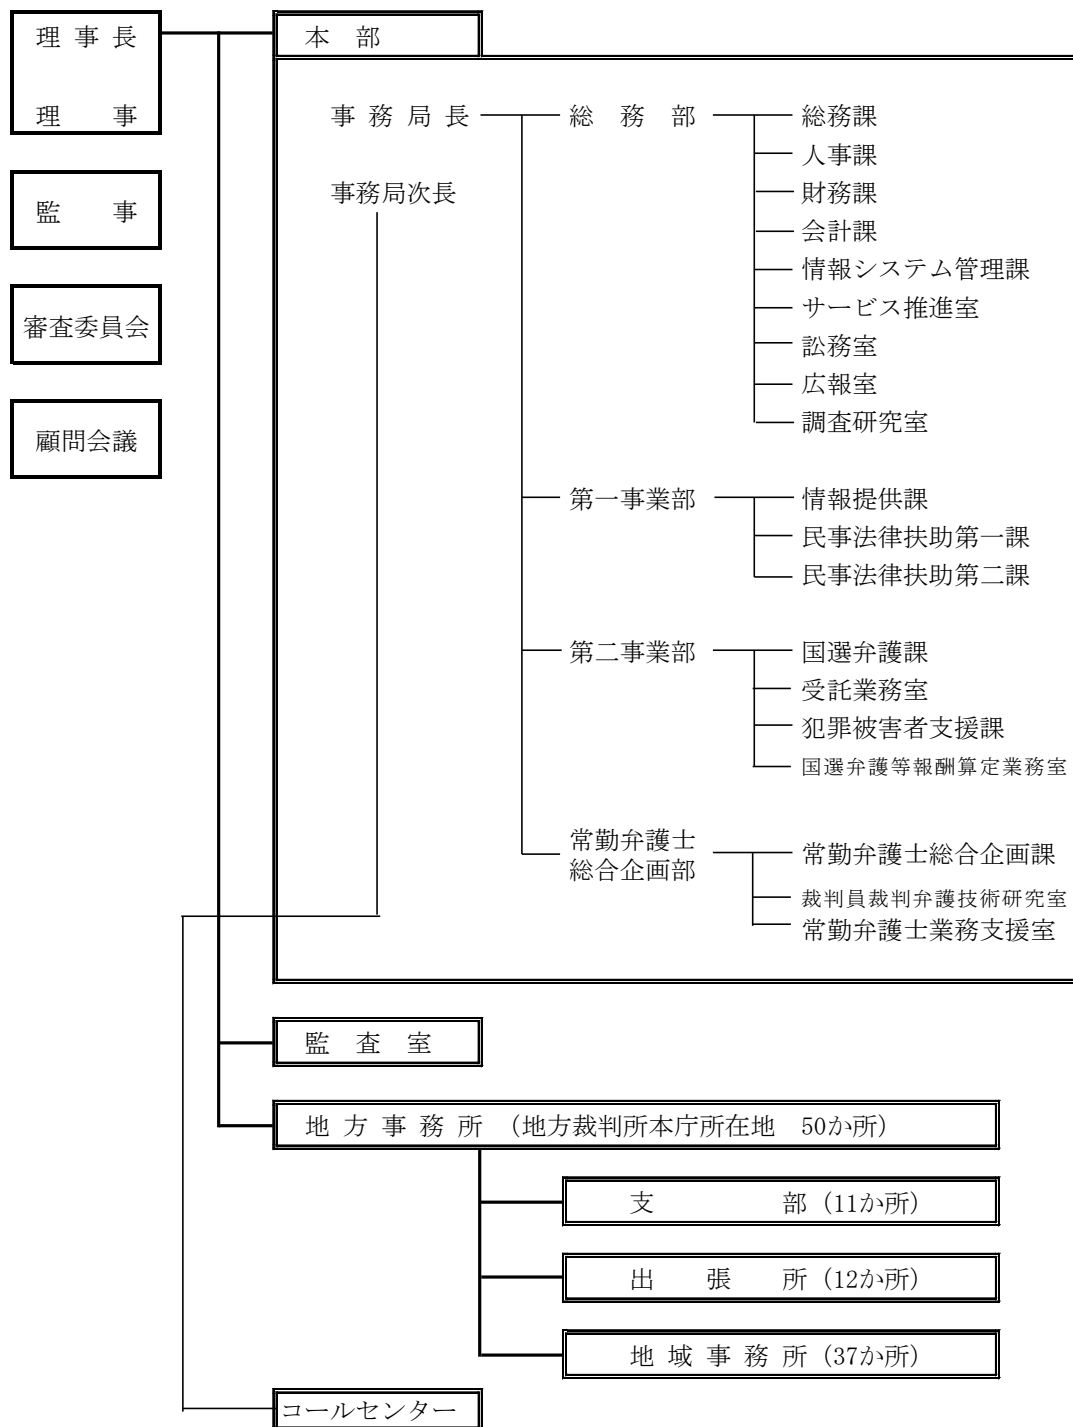 理事長
理事
監事
審査委員会
顧問会議
本部
事務局長
事務局次長
総務部
総務課
人事課
財務課
会計課
情報システム管理課
サービス推進室
訟務室
広報室
調査研究室
第一事業部
情報提供課
民事法律扶助第一課
民事法律扶助第二課
第二事業部
国選弁護課
受託業務室
犯罪被害者支援課
国選弁護等報酬算定業務室
常勤弁護士
総合企画部
常勤弁護士総合企画課
裁判員裁判弁護技術研究室
常勤弁護士業務支援室
監査室
地方事務所 (地方裁判所本庁所在地 50か所)
支部 (11か所)
出張所 (12か所)
地域事務所 (37か所)
コールセンター